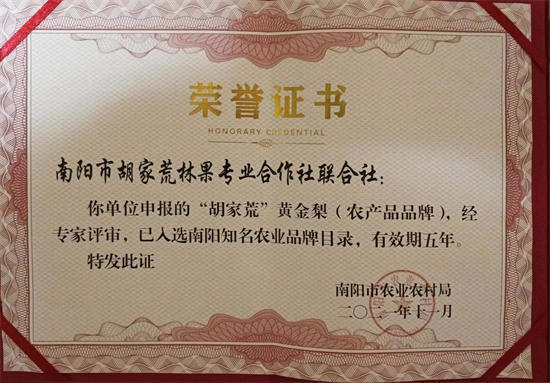 荣誉证书
HONORARY CREDENTIAL
南阳市胡家荒林果专业合作社联合社：
你单位申报的“胡家荒”黄金梨（农产品品牌），经
专家评审，已入选南阳知名农业品牌目录，有效期五年。
特发此证
南阳市农业农村局
二〇二一年十一月